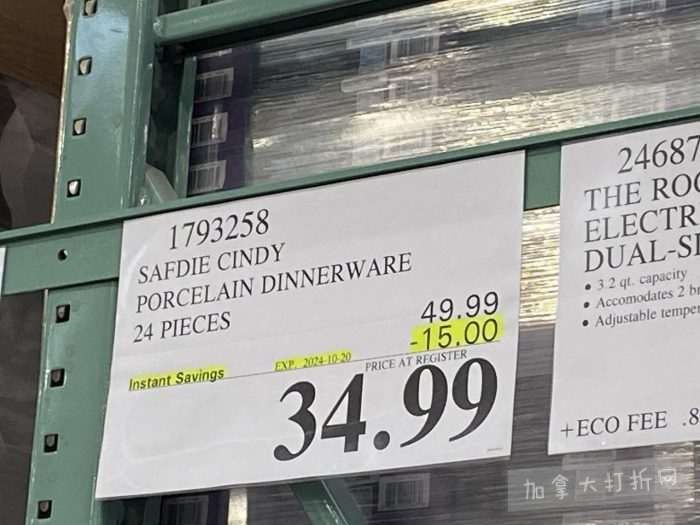 1793258
SAFDIE CINDY
PORCELAIN DINNERWARE
24 PIECES
49.99
-15.00
Instant Savings
EXP. 2024-10-20
PRICE AT REGISTER
34.99
24687
THE
ELECTR
DUAL-
• 3.2 qt. capacity
• Accomodates 2
• Adjustable
+ECO FEE .8
加拿大打折网